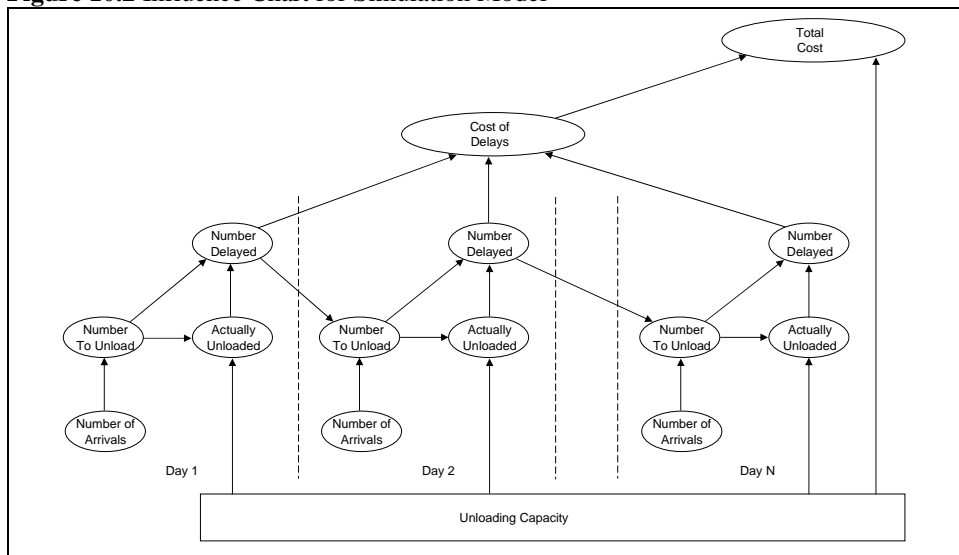 Figure 10.2 Influence Chart for Simulation Model
Total
Cost
Cost of
Delays
Number
Delayed
Number
Delayed
Number
Delayed
Number
To Unload
Actually
Unloaded
Number
To Unload
Actually
Unloaded
Number
To Unload
Actually
Unloaded
Number of
Arrivals
Number of
Arrivals
Number of
Arrivals
Day 1
Day 2
Day N
Unloading Capacity